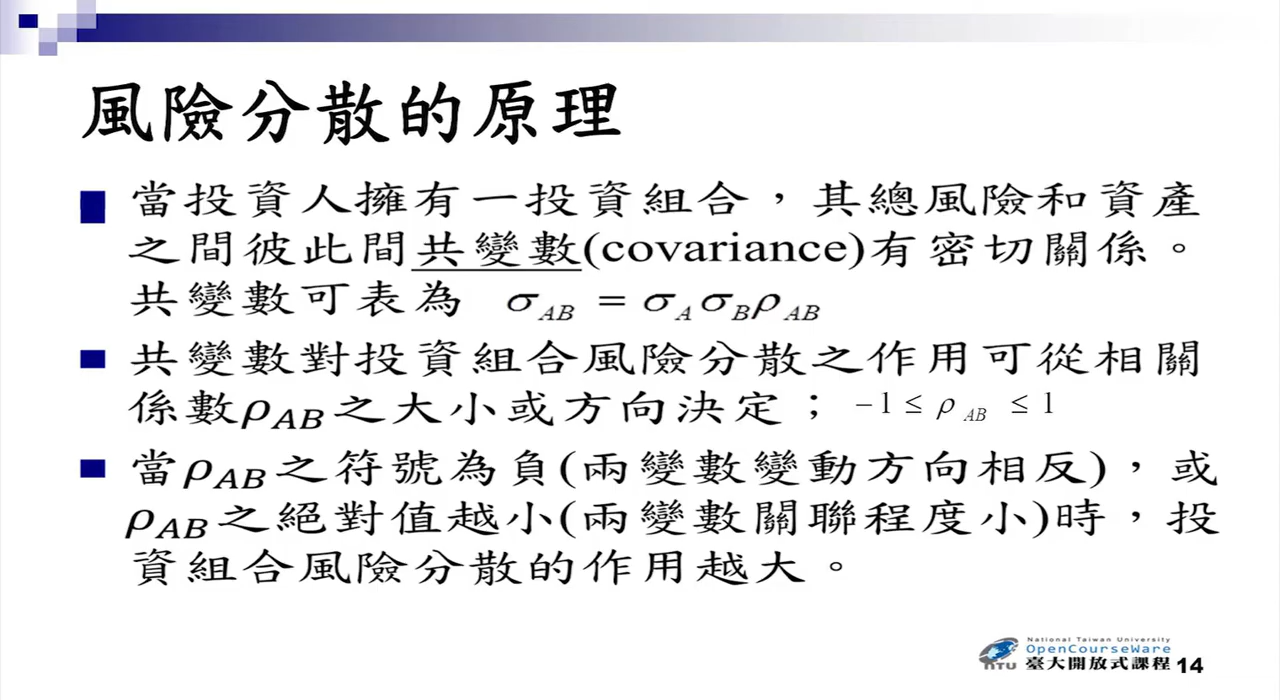 風險分散的原理
當投資人擁有一投資組合，其總風險和資產
之間彼此間共變數(covariance)有密切關係。
共變數可表為 σAB = σAσBρAB
共變數對投資組合風險分散之作用可從相關
係數ρAB之大小或方向決定； −1 ≤ ρAB ≤ 1
當ρAB之符號為負(兩變數變動方向相反)，或
ρAB之絕對值越小(兩變數關聯程度小)時，投
資組合風險分散的作用越大。
National Taiwan University
OpenCourseWare
NTU 臺大開放式課程 14